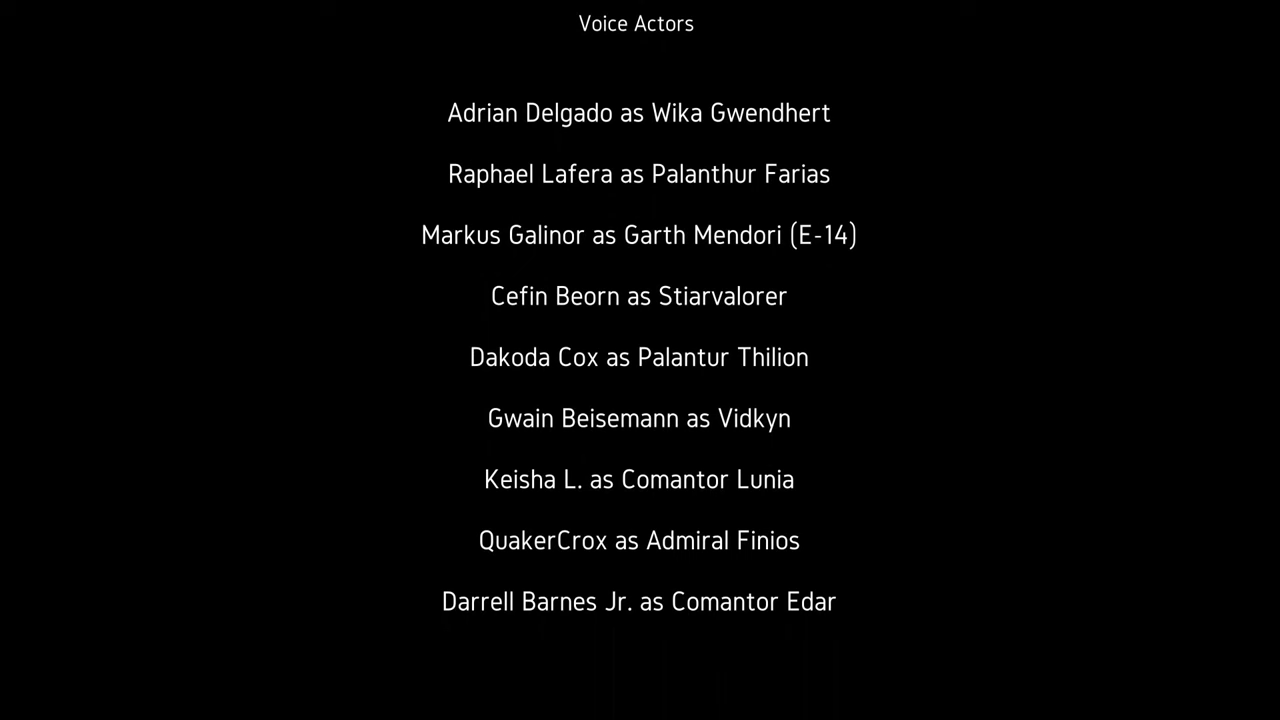 Voice Actors
Adrian Delgado as Wika Gwendhert
Raphael Lafera as Palanthur Farias
Markus Galinor as Garth Mendori (E-14)
Cefin Beorn as Stiarvalorer
Dakoda Cox as Palantur Thilion
Gwain Beisemann as Vidkyn
Keisha L. as Comantor Lunia
QuakerCrox as Admiral Finios
Darrell Barnes Jr. as Comantor Edar